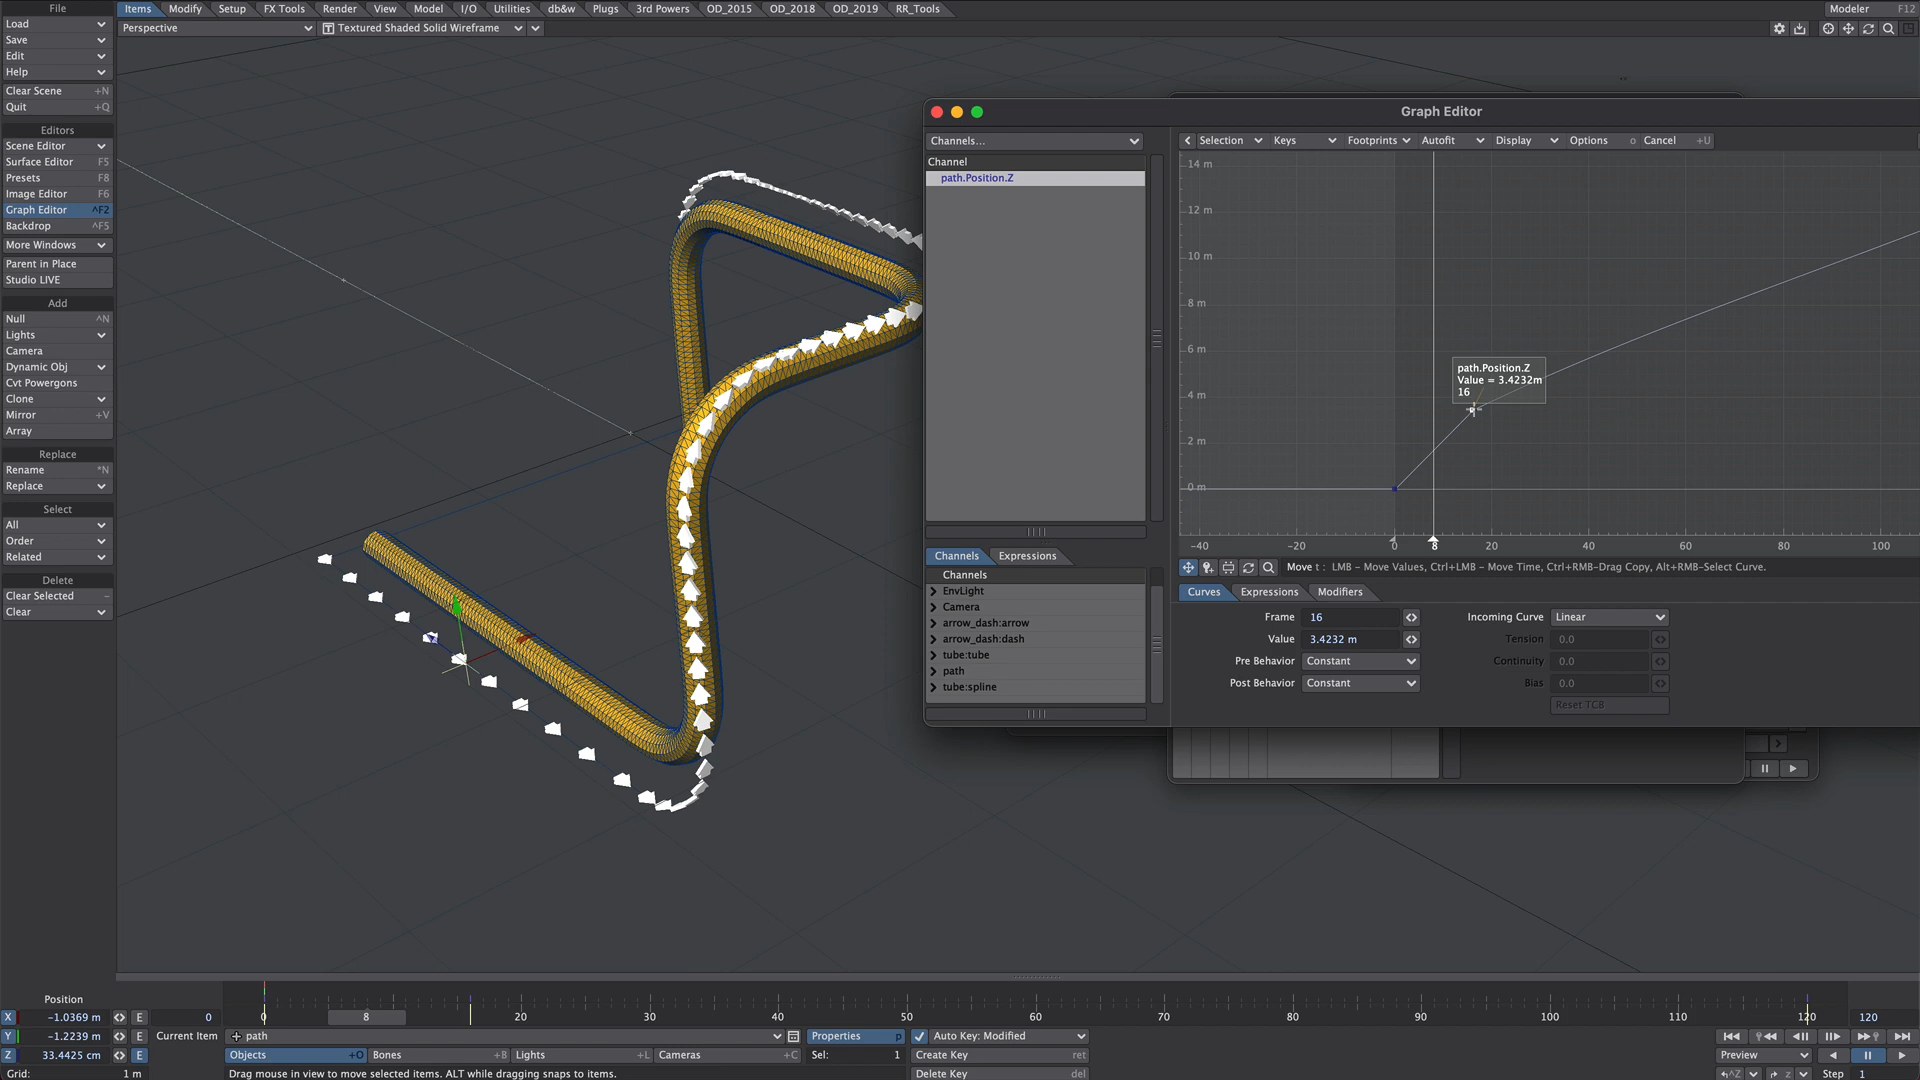 File
Load
Save
Edit
Help
Clear Scene +N
Quit +Q
Editors
Scene Editor
Surface Editor F5
Presets F8
Image Editor F6
Graph Editor ^F2
Backdrop ^F5
More Windows
Parent in Place
Studio LIVE
Add
Null ^N
Lights
Camera
Dynamic Obj
Cvt Powergons
Clone
Mirror +V
Array
Replace
Rename *N
Replace
Select
All
Order
Related
Delete
Clear Selected –
Clear
Items Modify Setup FX Tools Render View Model I/O Utilities db&w Plugs 3rd Powers OD_2015 OD_2018 OD_2019 RR_Tools Modeler F12
Perspective T Textured Shaded Solid Wireframe
Graph Editor
Channels...
Channel
path.Position.Z
Selection Keys Footprints Autofit Display Options o Cancel +U
14 m
12 m
10 m
8 m
6 m
4 m
2 m
0 m
path.Position.Z
Value = 3.4232m
16
-40 -20 0 8 20 40 60 80 100
Move t : LMB - Move Values, Ctrl+LMB - Move Time, Ctrl+RMB-Drag Copy, Alt+RMB-Select Curve.
Channels Expressions
Channels
EnvLight
Camera
arrow_dash:arrow
arrow_dash:dash
tube:tube
path
tube:spline
Curves Expressions Modifiers
Frame 16 Incoming Curve Linear
Value 3.4232 m Tension 0.0
Pre Behavior Constant Continuity 0.0
Post Behavior Constant Bias 0.0
Reset TCB
Position
X -1.0369 m E 0
Y -1.2239 m E Current Item path Properties p Auto Key: Modified
Z 33.4425 cm E Objects +O Bones +B Lights +L Cameras +C Sel: 1 Create Key ret
Grid: 1 m Drag mouse in view to move selected items. ALT while dragging snaps to items. Delete Key del
0 8 20 30 40 50 60 70 80 90 100 110 120 120
Preview
^Z z Step 1